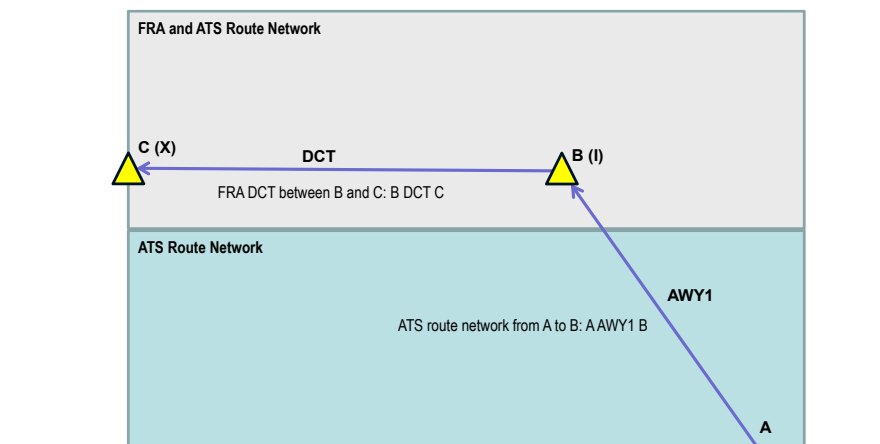 FRA and ATS Route Network
C (X)
DCT
B (I)
FRA DCT between B and C: B DCT C
ATS Route Network
AWY1
ATS route network from A to B: A AWY1 B
A